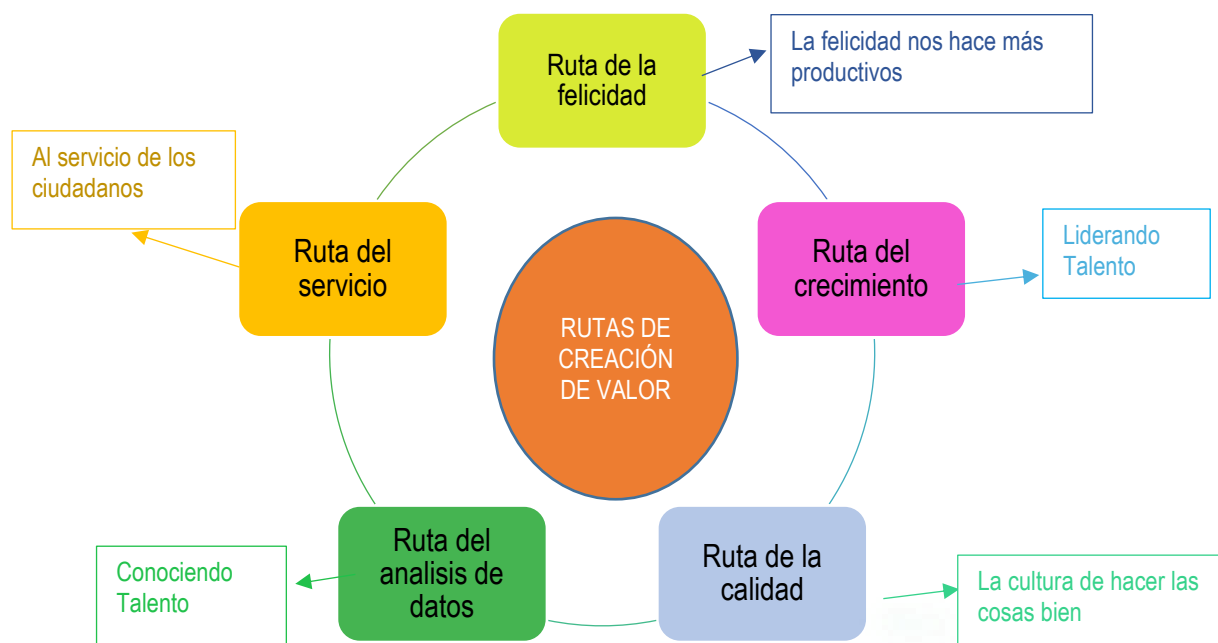 Ruta de la
felicidad
La felicidad nos hace más
productivos
Al servicio de los
ciudadanos
Ruta del
servicio
Ruta del
crecimiento
Liderando
Talento
RUTAS DE
CREACIÓN
DE VALOR
Conociendo
Talento
Ruta del
analisis de
datos
Ruta de la
calidad
La cultura de hacer las
cosas bien